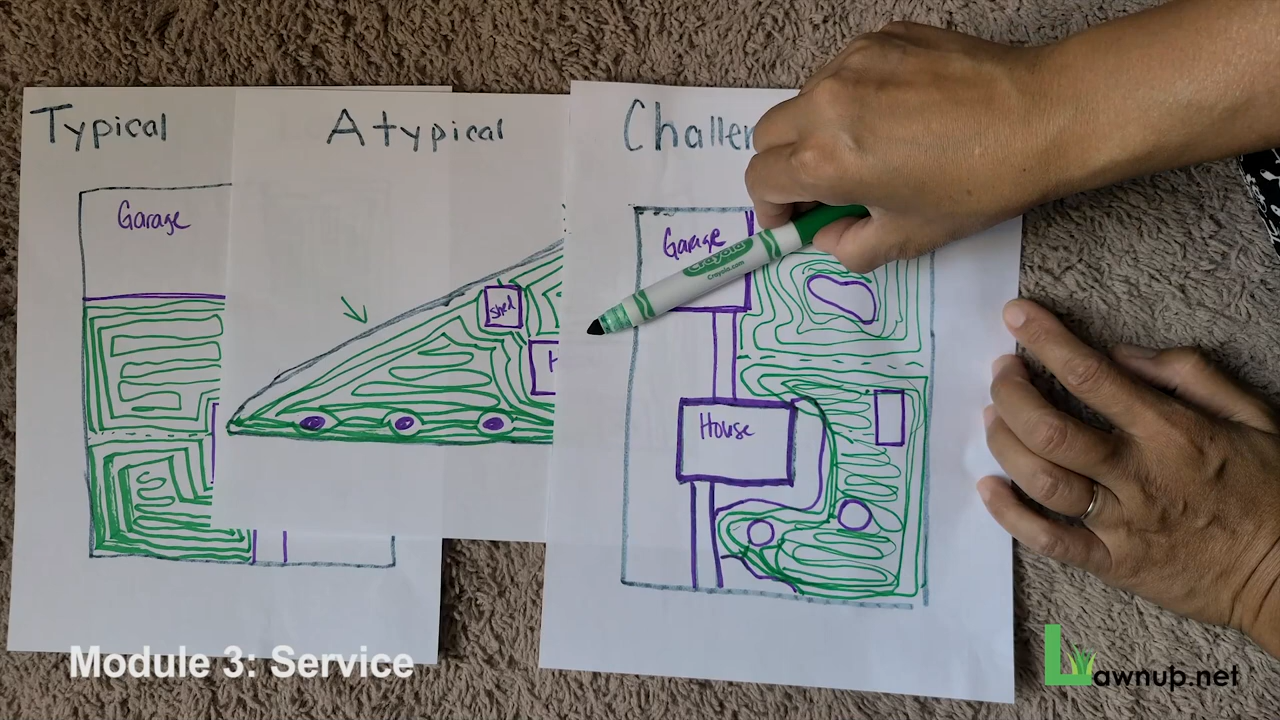 Typical
Atypical
Challen
Garage
Garage
Shed
H
House
Crayola
Crayola.com
Module 3: Service
Lawnup.net